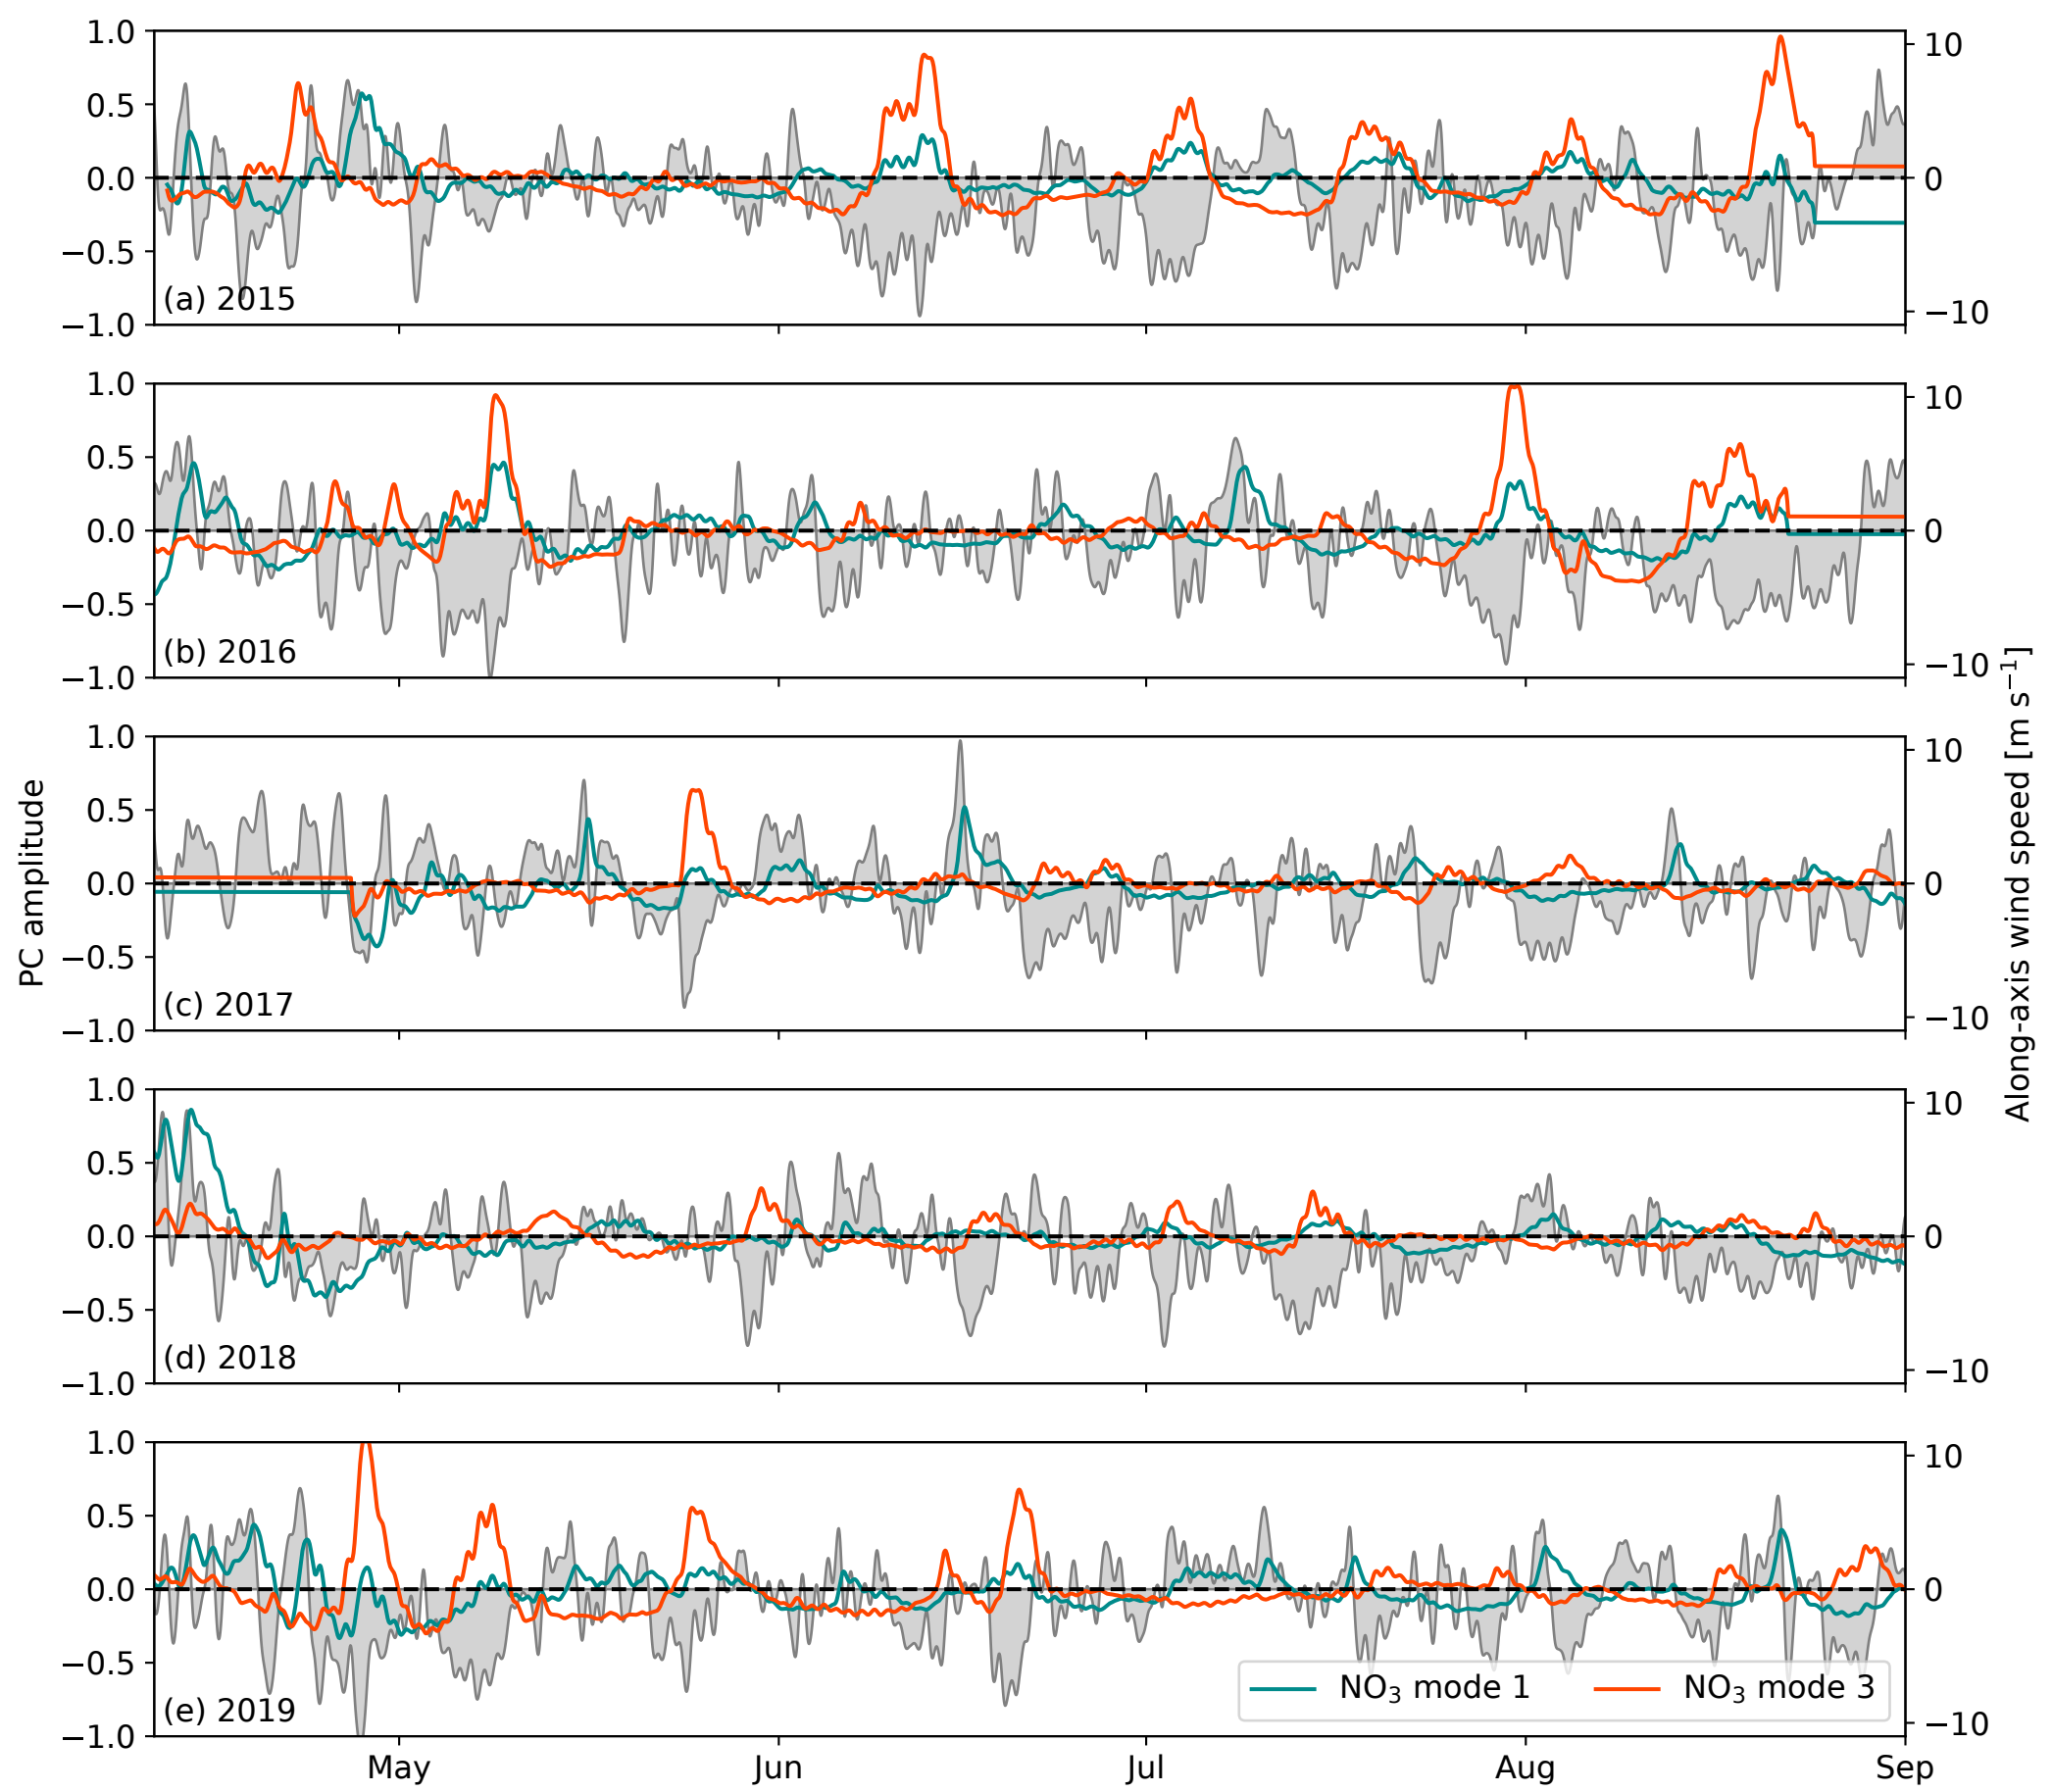 1.0
0.5
0.0
−0.5
−1.0
10
0
−10
(a) 2015
1.0
0.5
0.0
−0.5
−1.0
10
0
−10
(b) 2016
1.0
0.5
0.0
−0.5
−1.0
10
0
−10
(c) 2017
PC amplitude
Along-axis wind speed [m s⁻¹]
1.0
0.5
0.0
−0.5
−1.0
10
0
−10
(d) 2018
1.0
0.5
0.0
−0.5
−1.0
10
0
−10
(e) 2019
NO₃ mode 1
NO₃ mode 3
May
Jun
Jul
Aug
Sep